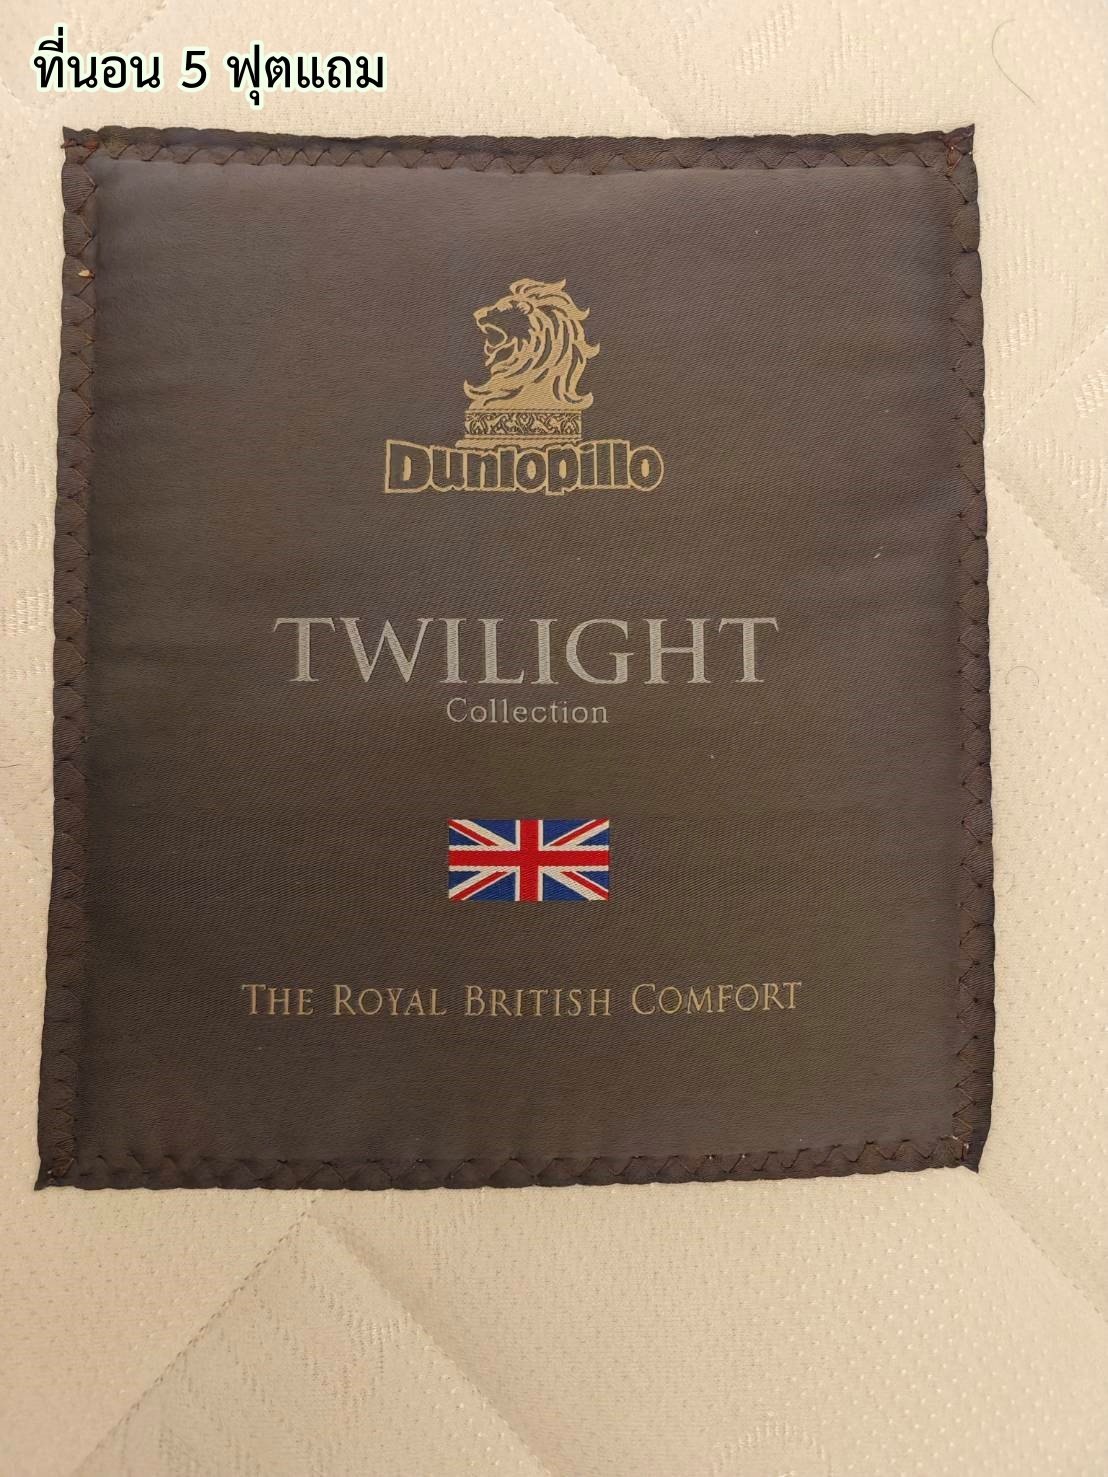 ที่นอน 5 ฟุตแถม
Dunlopillo
TWILIGHT
Collection
THE ROYAL BRITISH COMFORT